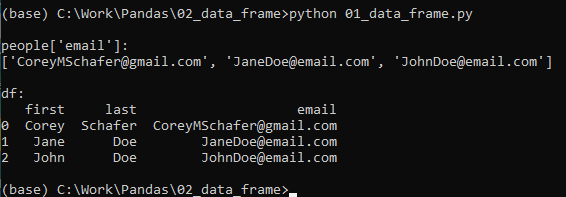 (base) C:\Work\Pandas\02_data_frame>python 01_data_frame.py
people['email']:
['CoreyMSchafer@gmail.com', 'JaneDoe@email.com', 'JohnDoe@email.com']
df:
   first     last                    email
0  Corey  Schafer  CoreyMSchafer@gmail.com
1   Jane      Doe        JaneDoe@email.com
2   John      Doe        JohnDoe@email.com
(base) C:\Work\Pandas\02_data_frame>